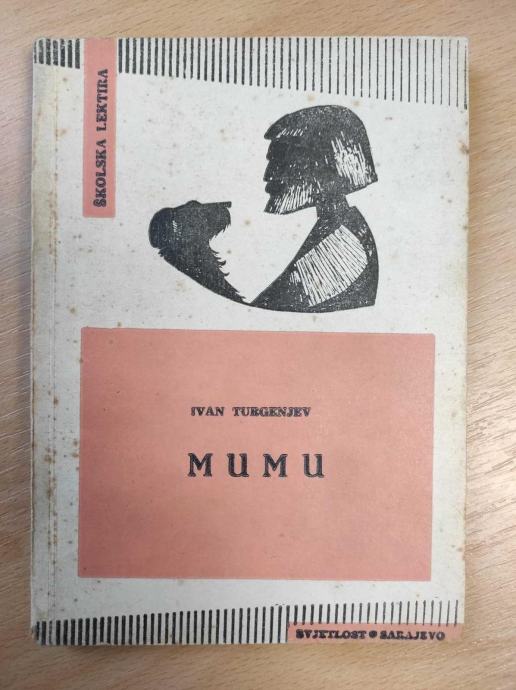 ŠKOLSKA LEKTIRA
IVAN TURGENJEV
MUMU
SVJETLOST SARAJEVO